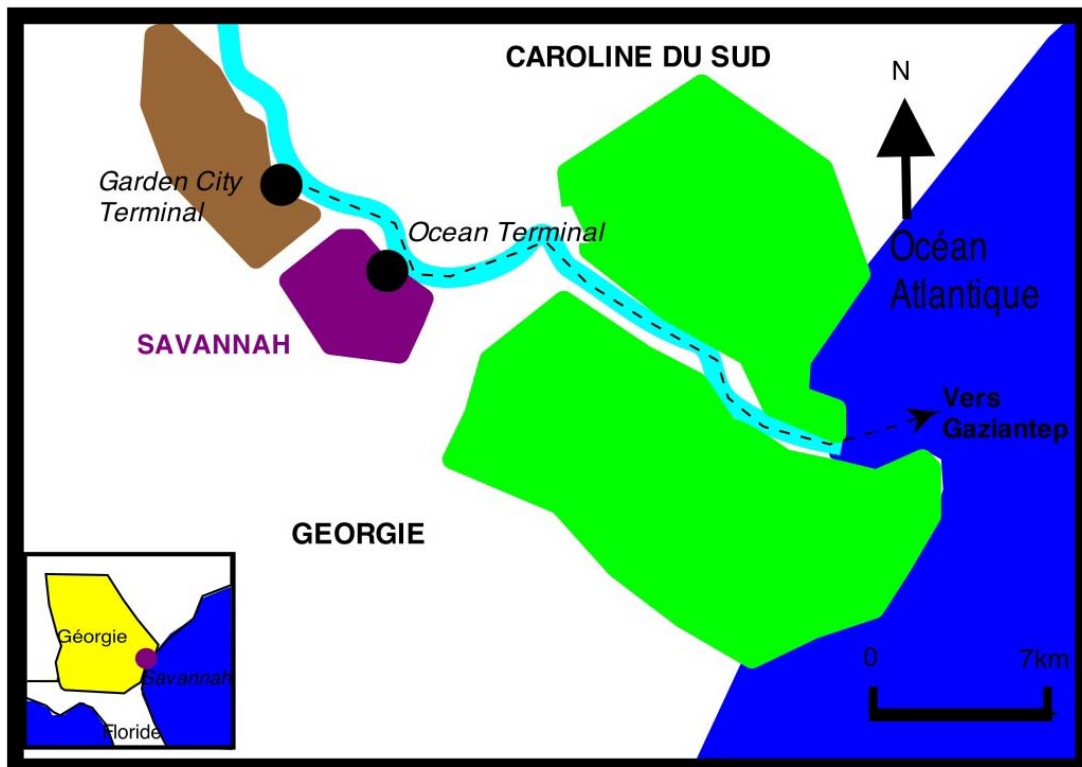 CAROLINE DU SUD
N
Garden City
Terminal
Ocean Terminal
Océan
Atlantique
SAVANNAH
Vers
Gaziantep
GEORGIE
Géorgie
Savannah
Floride
0 7km